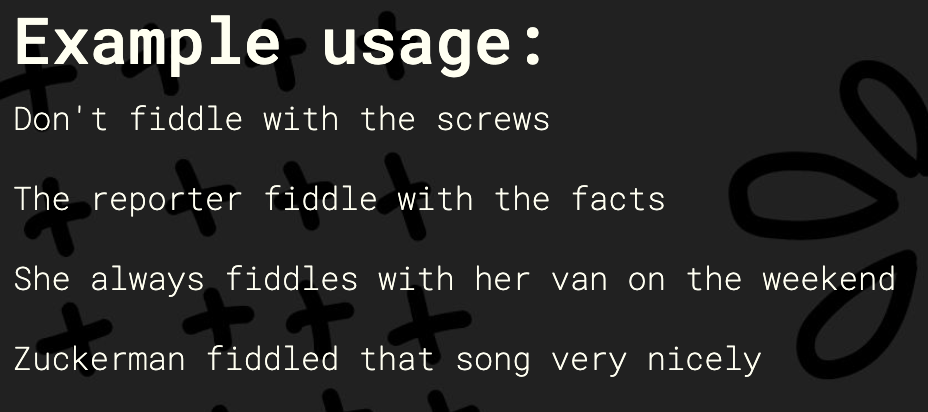 Example usage:
Don't fiddle with the screws
The reporter fiddle with the facts
She always fiddles with her van on the weekend
Zuckerman fiddled that song very nicely